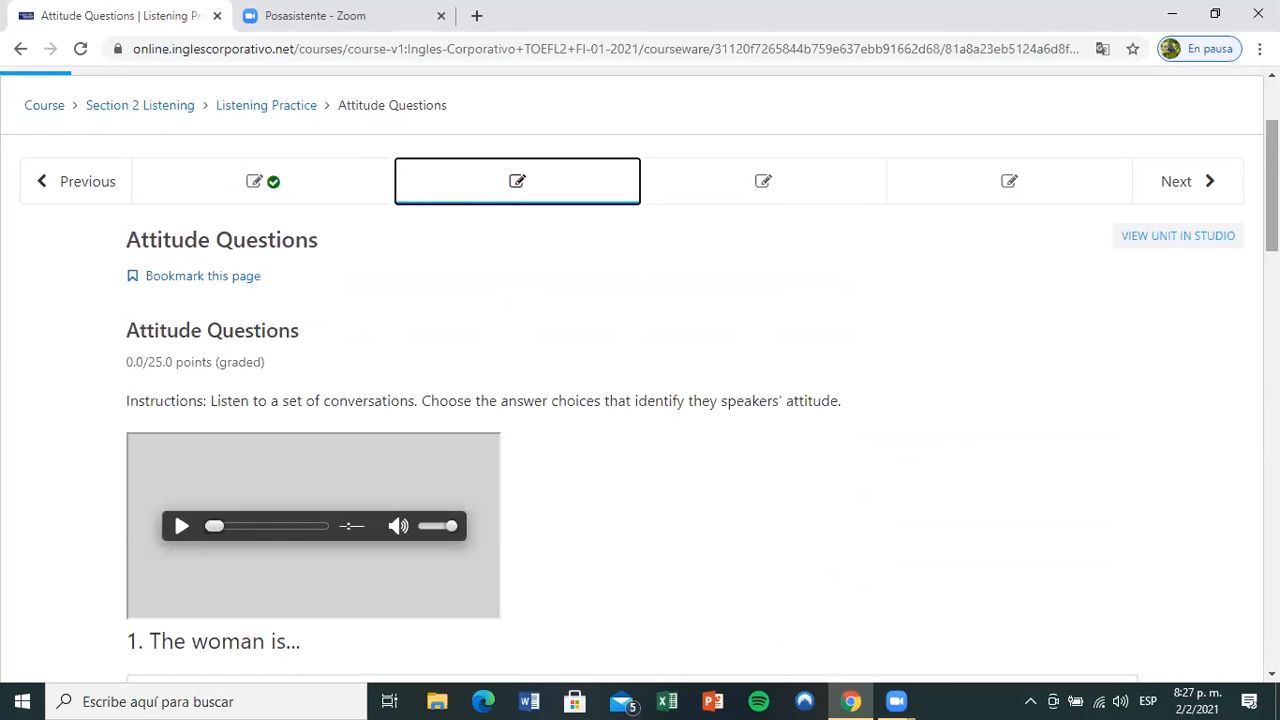 Attitude Questions | Listening Pr
Posasistente - Zoom
online.inglescorporativo.net/courses/course-v1:Ingles-Corporativo+TOEFL2+FI-01-2021/courseware/31120f7265844b759e637ebb91662d68/81a8a23eb5124a6d8f...
En pausa
Course > Section 2 Listening > Listening Practice > Attitude Questions
Previous
Next
Attitude Questions
VIEW UNIT IN STUDIO
Bookmark this page
Attitude Questions
0.0/25.0 points (graded)
Instructions: Listen to a set of conversations. Choose the answer choices that identify they speakers' attitude.
-:--
1. The woman is...
Escribe aquí para buscar
5
ESP
8:27 p. m.
2/2/2021